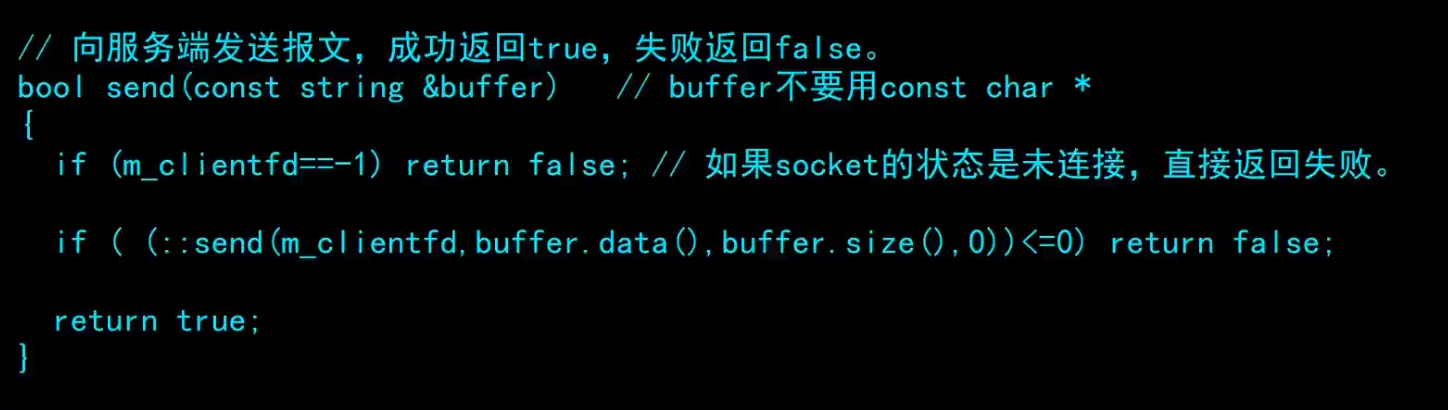 // 向服务端发送报文，成功返回true，失败返回false。
bool send(const string &buffer)   // buffer不要用const char *
{
  if (m_clientfd==-1) return false; // 如果socket的状态是未连接，直接返回失败。
  if ( (::send(m_clientfd,buffer.data(),buffer.size(),0))<=0) return false;
  return true;
}